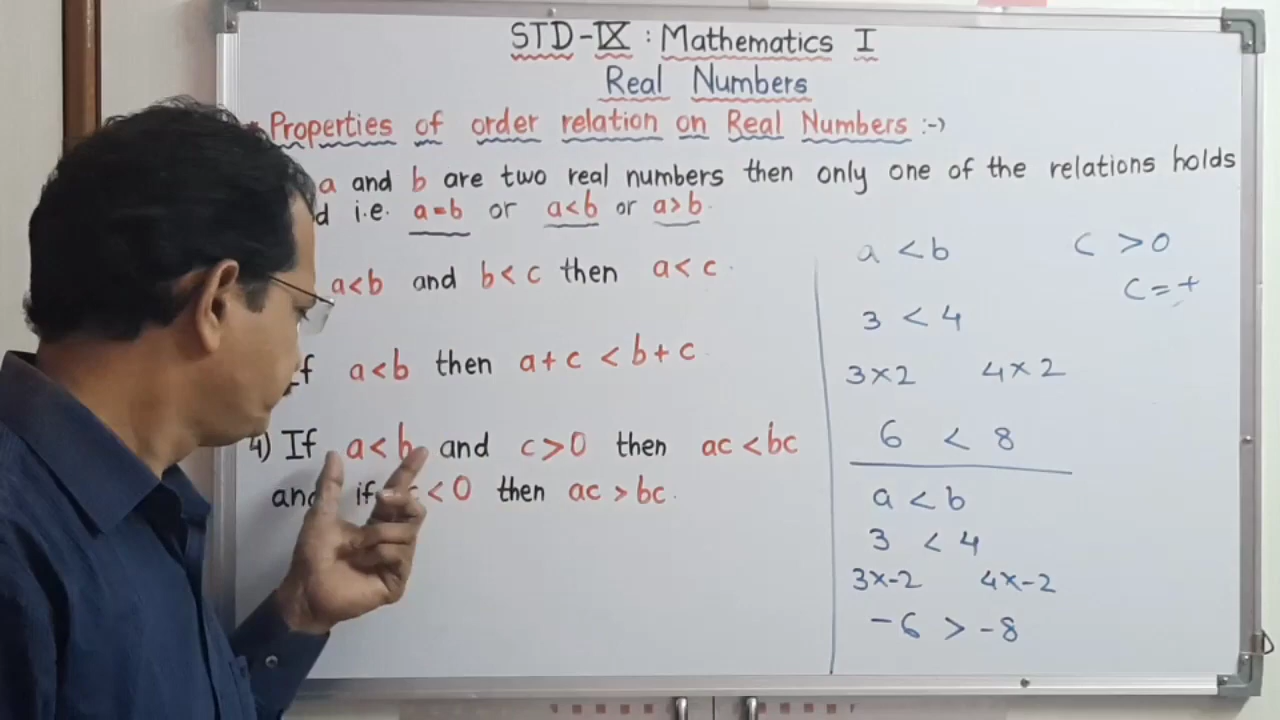 STD-IX : Mathematics I
Real Numbers
Properties of order relation on Real Numbers :->
a and b are two real numbers then only one of the relations holds
i.e. a=b or a<b or a>b.
a<b and b<c then a<c.
If a<b then a+c < b+c
4) If a<b and c>0 then ac<bc
and if c<0 then ac > bc.
a < b c > 0
c = +
3 < 4
3×2 4×2
6 < 8
a < b
3 < 4
3×-2 4×-2
-6 > -8